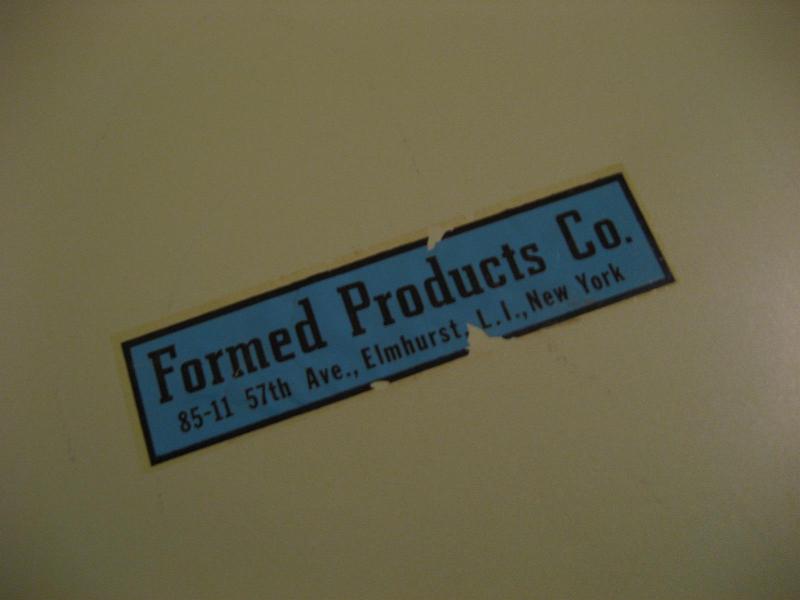 Formed Products Co.
85-11 57th Ave., Elmhurst, L.I., New York